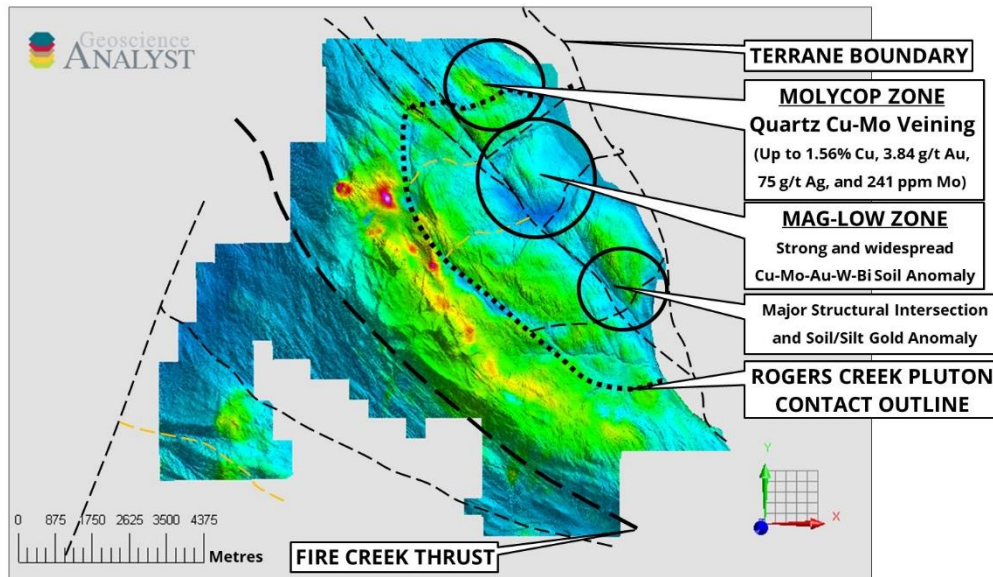 Geoscience
ANALYST
TERRANE BOUNDARY
MOLYCOP ZONE
Quartz Cu-Mo Veining
(Up to 1.56% Cu, 3.84 g/t Au,
75 g/t Ag, and 241 ppm Mo)
MAG-LOW ZONE
Strong and widespread
Cu-Mo-Au-W-Bi Soil Anomaly
Major Structural Intersection
and Soil/Silt Gold Anomaly
ROGERS CREEK PLUTON
CONTACT OUTLINE
Y
X
0 875 1750 2625 3500 4375
Metres
FIRE CREEK THRUST